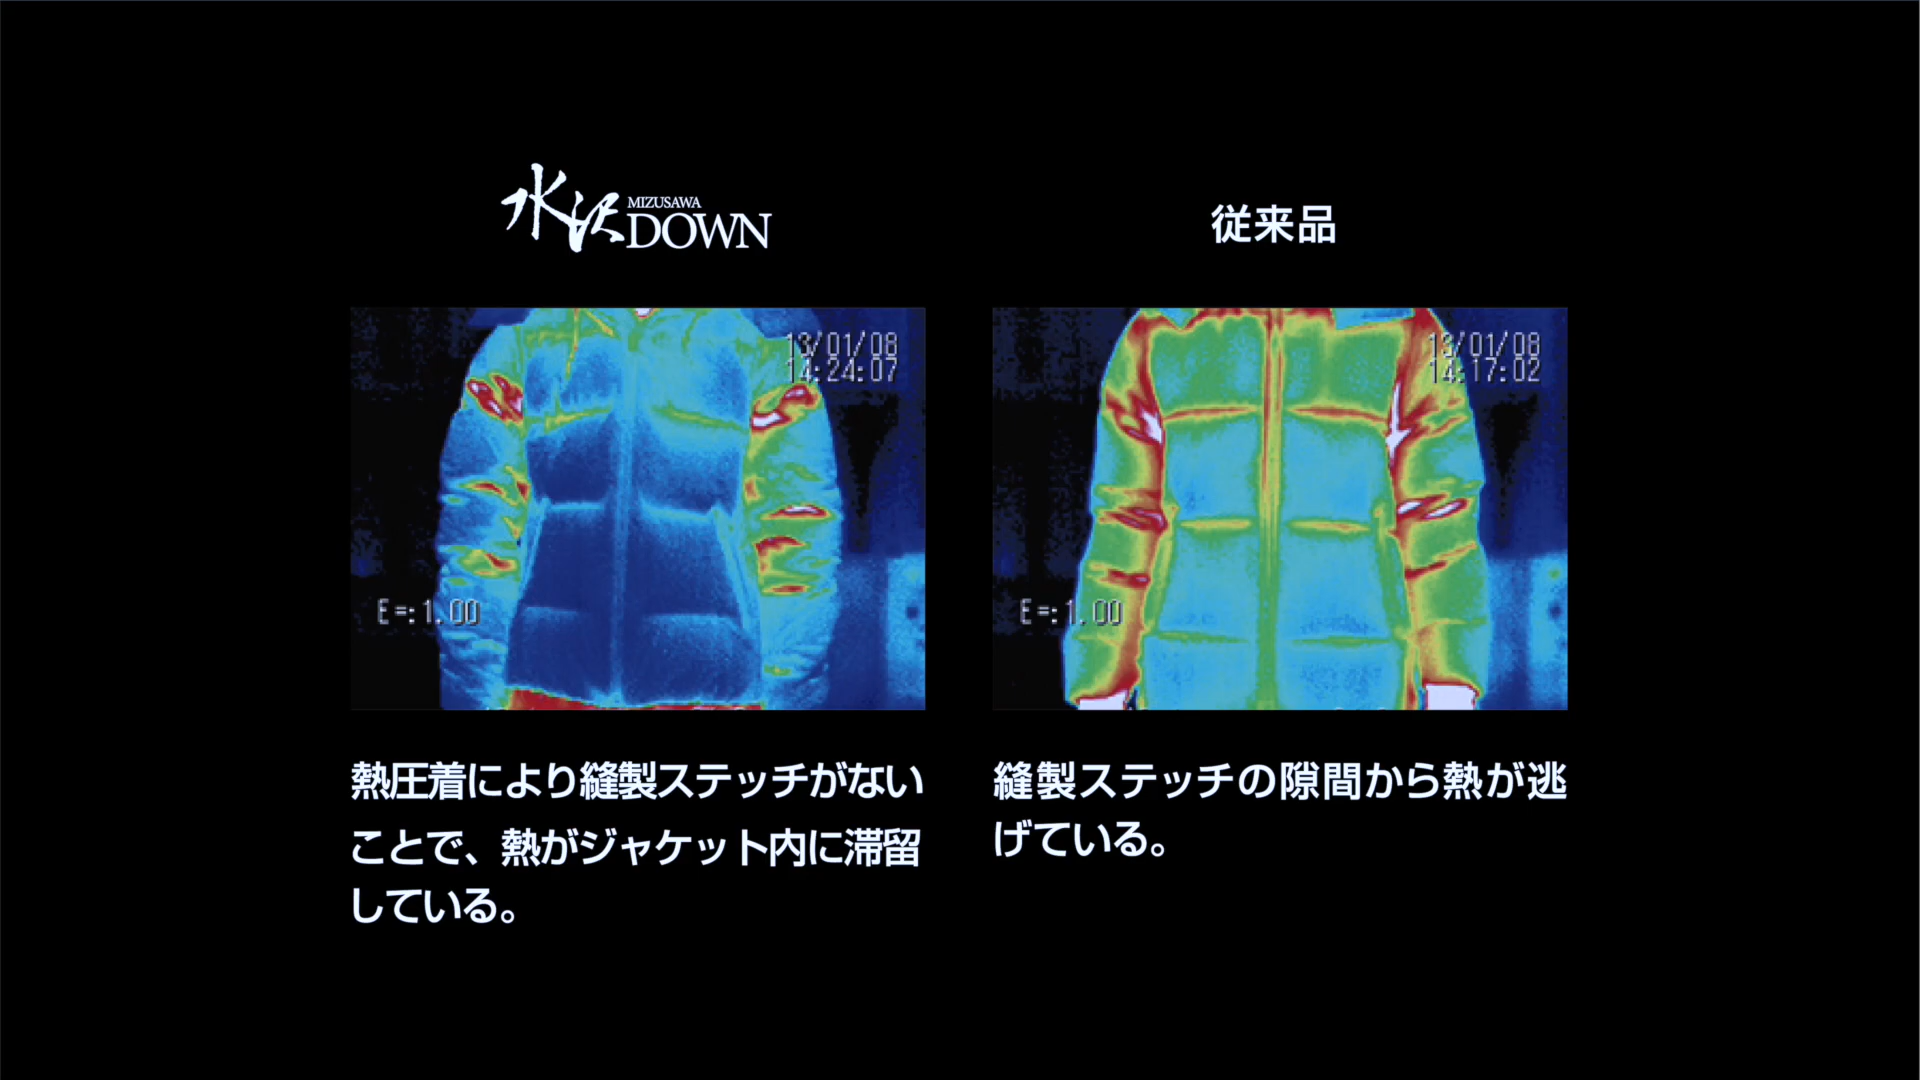 水沢
MIZUSAWA
DOWN
従来品
13/01/08
14:24:07
E=:1.00
13/01/08
14:17:02
E=:1.00
熱圧着により縫製ステッチがない
ことで、熱がジャケット内に滞留
している。
縫製ステッチの隙間から熱が逃
げている。